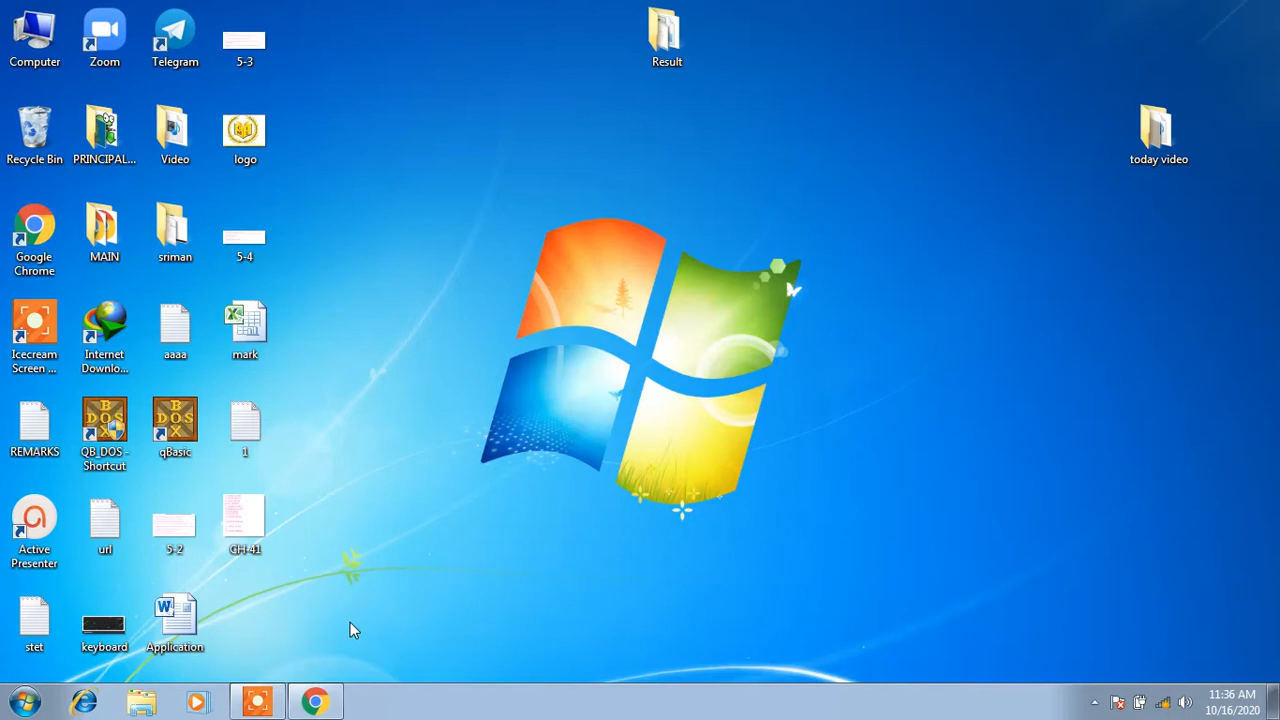 Computer
Zoom
Telegram
5-3
Result
Recycle Bin
PRINCIPAL...
Video
logo
today video
Google
Chrome
MAIN
sriman
5-4
Icecream
Screen ...
Internet
Downlo...
aaaa
mark
REMARKS
QB_DOS -
Shortcut
qBasic
1
Active
Presenter
url
5-2
CH-41
stet
keyboard
Application
11:36 AM
10/16/2020